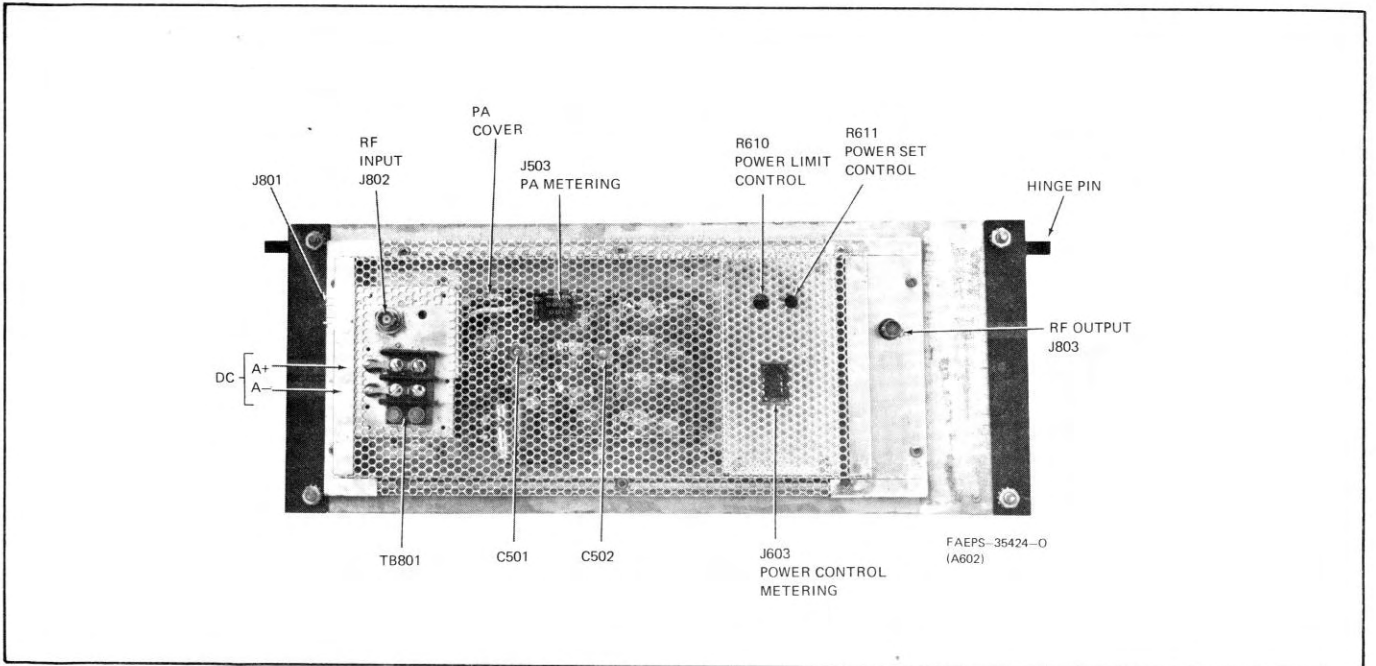 PA
COVER
RF
INPUT
J802
J801
J503
PA METERING
R610
POWER LIMIT
CONTROL
R611
POWER SET
CONTROL
HINGE PIN
RF OUTPUT
J803
DC
A+
A—
TB801
C501
C502
J603
POWER CONTROL
METERING
FAEPS—35424—O
(A602)